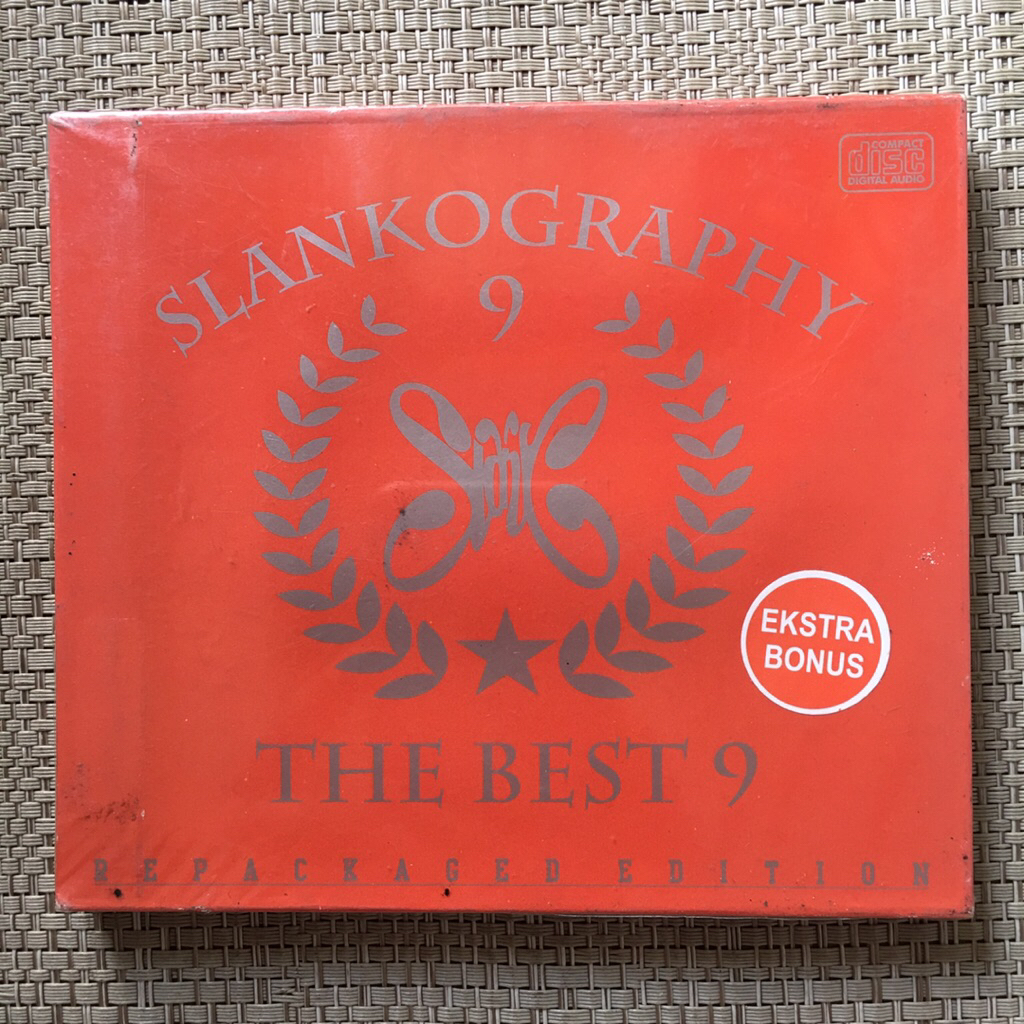 COMPACT
disc
DIGITAL AUDIO
SLANKOGRAPHY
9
Slank
EKSTRA
BONUS
THE BEST 9
REPACKAGED EDITION